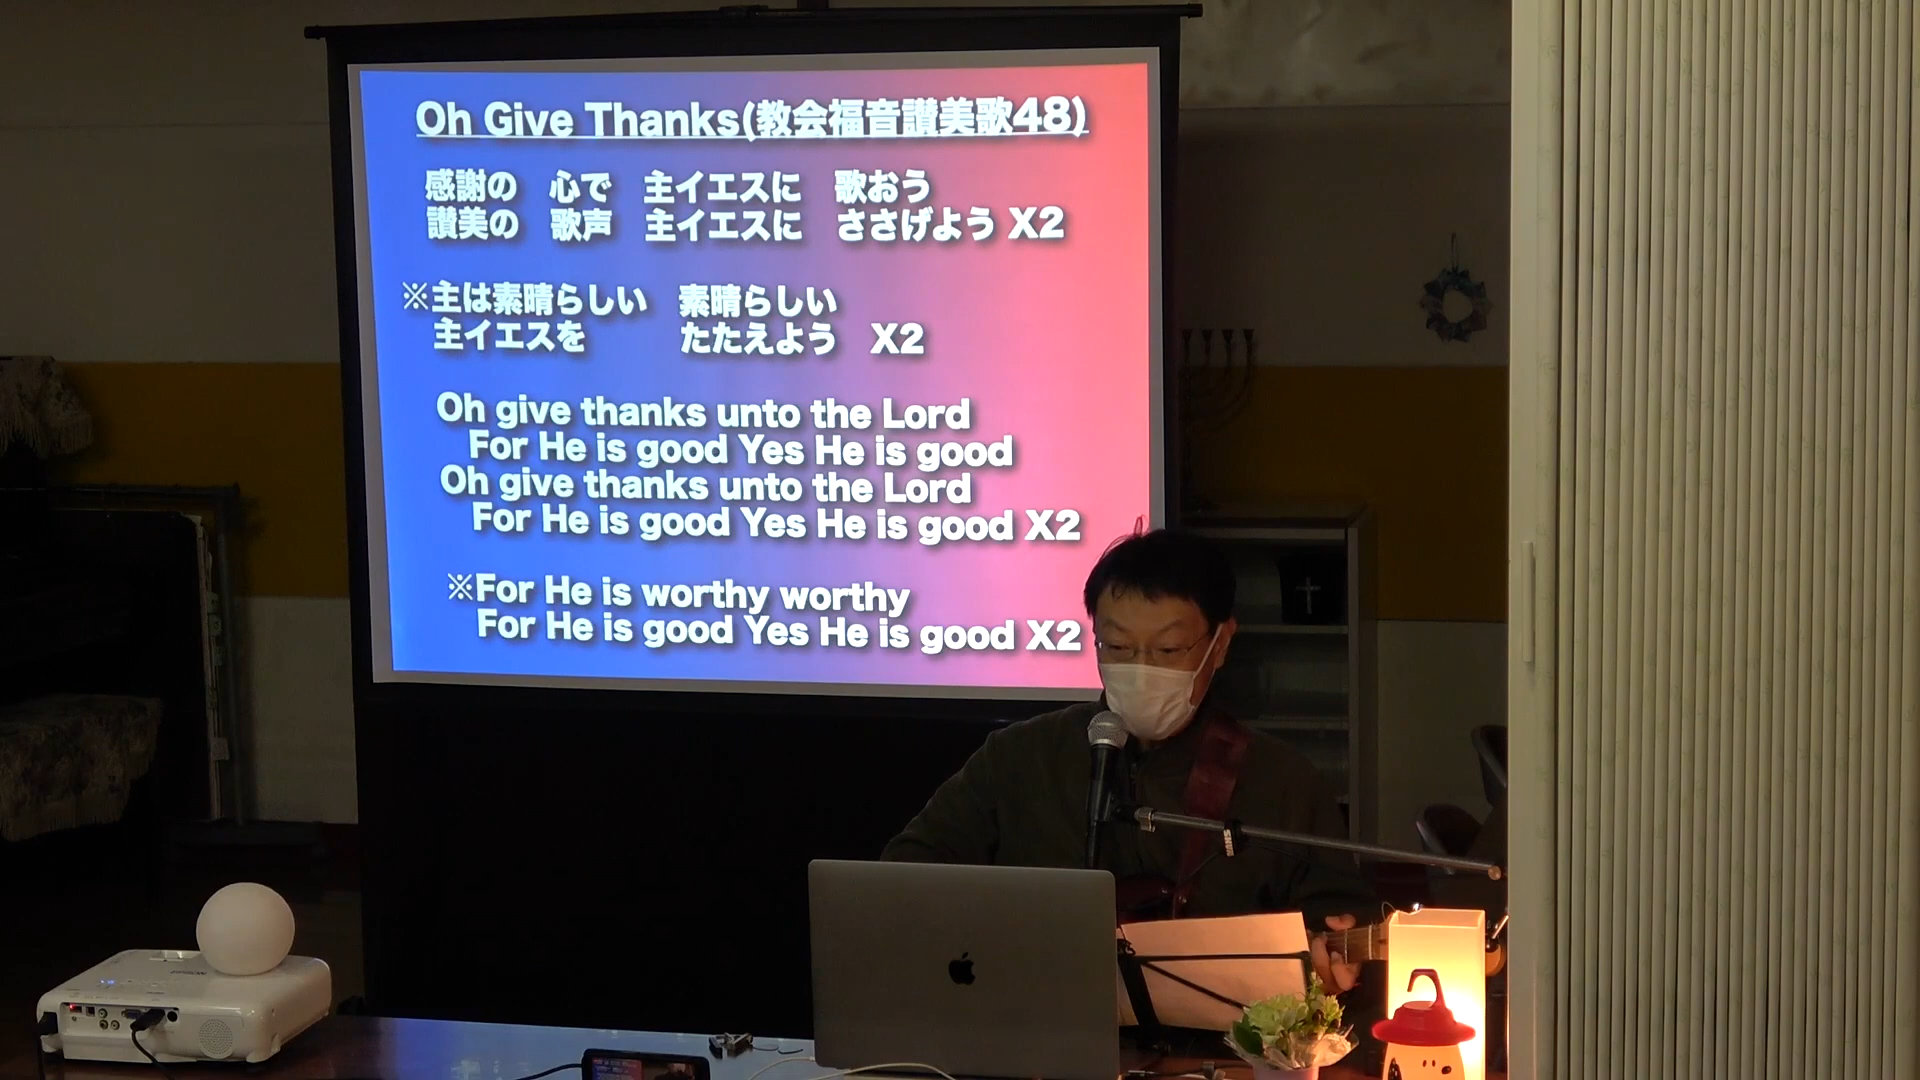 Oh Give Thanks(教会福音讃美歌48)
感謝の　心で　主イエスに　歌おう
讃美の　歌声　主イエスに　ささげよう X2
※主は素晴らしい　素晴らしい
主イエスを　　　たたえよう　X2
Oh give thanks unto the Lord
For He is good Yes He is good
Oh give thanks unto the Lord
For He is good Yes He is good X2
※For He is worthy worthy
For He is good Yes He is good X2